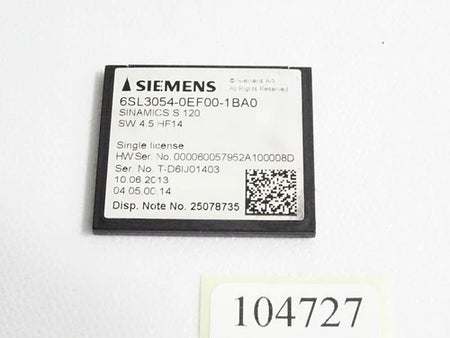 SIEMENS
© Siemens AG
All Rights Reserved
6SL3054-0EF00-1BA0
SINAMICS S 120
SW 4.5 HF14
Single license
HW Ser. No. 000060057952A100008D
Ser. No. T-D6IJ01403
10.06.2013
04.05.00.14
Disp. Note No. 25078735
104727